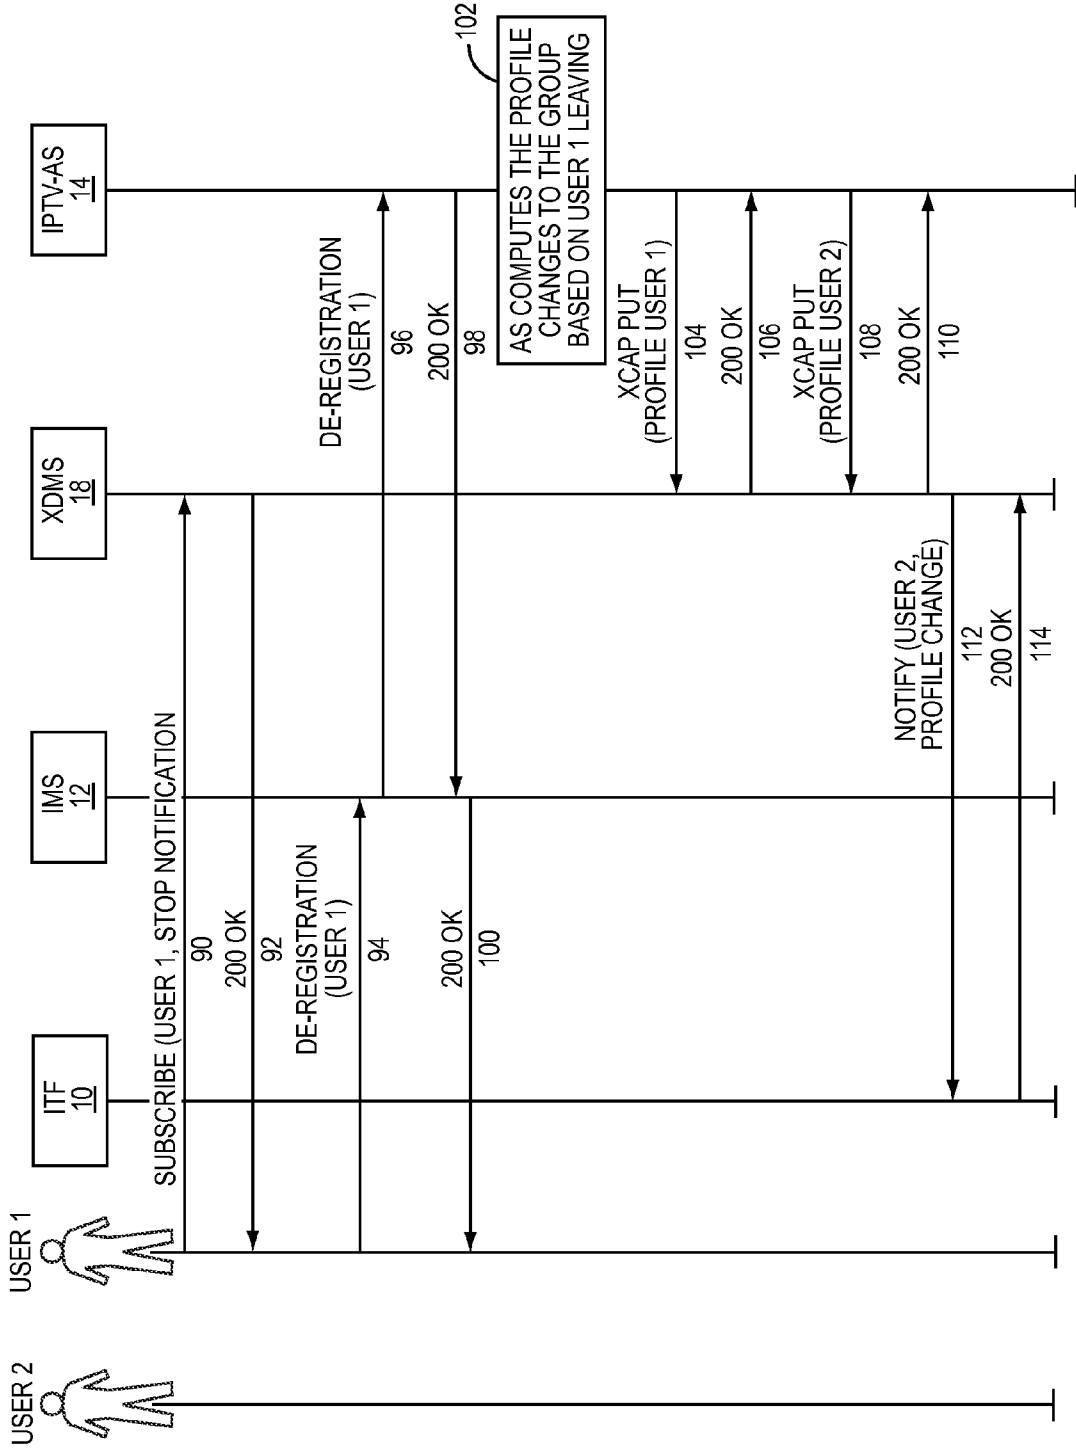 USER 2
USER 1
ITF
10
IMS
12
XDMS
18
IPTV-AS
14
SUBSCRIBE (USER 1, STOP NOTIFICATION
90
200 OK
92
DE-REGISTRATION
(USER 1)
94
DE-REGISTRATION
(USER 1)
96
200 OK
98
200 OK
100
102
AS COMPUTES THE PROFILE
CHANGES TO THE GROUP
BASED ON USER 1 LEAVING
XCAP PUT
(PROFILE USER 1)
104
200 OK
106
XCAP PUT
(PROFILE USER 2)
108
200 OK
110
NOTIFY (USER 2,
PROFILE CHANGE)
112
200 OK
114